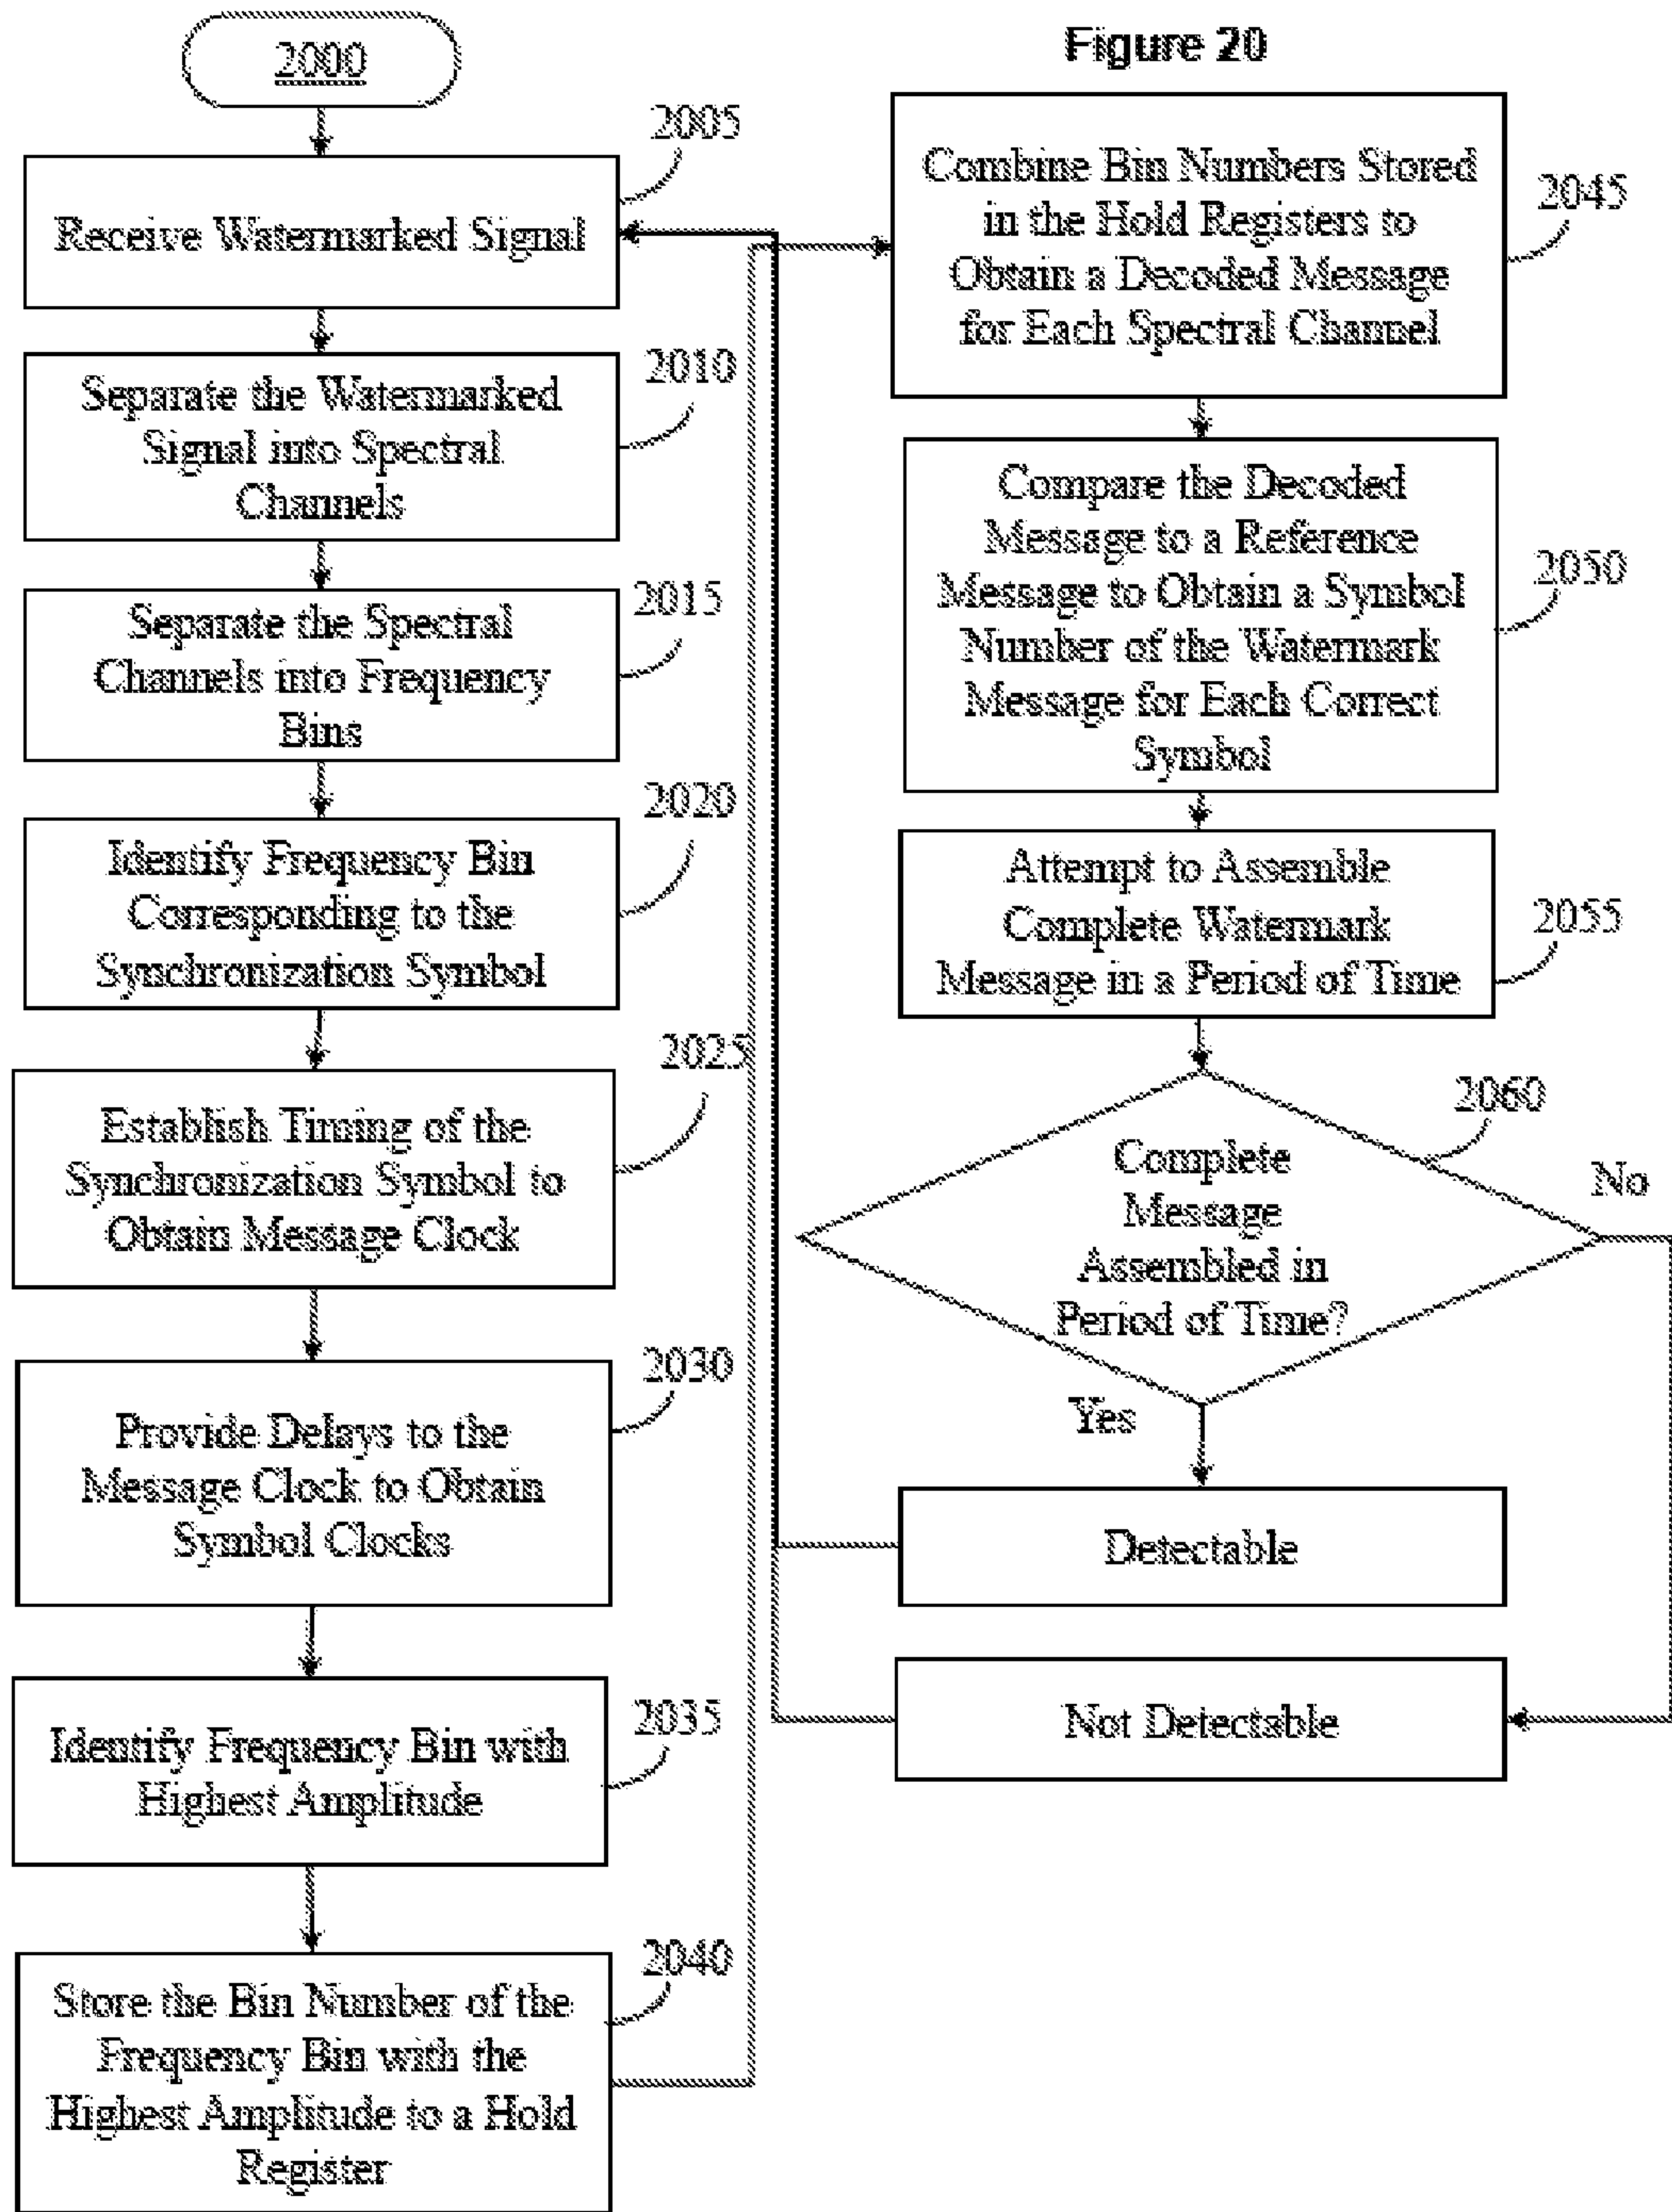 Figure 20
2000
2005
Receive Watermarked Signal
2010
Separate the Watermarked
Signal into Spectral
Channels
2015
Separate the Spectral
Channels into Frequency
Bins
2020
Identify Frequency Bin
Corresponding to the
Synchronization Symbol
2025
Establish Timing of the
Synchronization Symbol to
Obtain Message Clock
2030
Provide Delays to the
Message Clock to Obtain
Symbol Clocks
2035
Identify Frequency Bin with
Highest Amplitude
2040
Store the Bin Number of the
Frequency Bin with the
Highest Amplitude to a Hold
Register
Combine Bin Numbers Stored
in the Hold Registers to
Obtain a Decoded Message
for Each Spectral Channel
2045
Compare the Decoded
Message to a Reference
Message to Obtain a Symbol
Number of the Watermark
Message for Each Correct
Symbol
2050
Attempt to Assemble
Complete Watermark
Message in a Period of Time
2055
2060
Complete
Message
Assembled in
Period of Time?
No
Yes
Detectable
Not Detectable